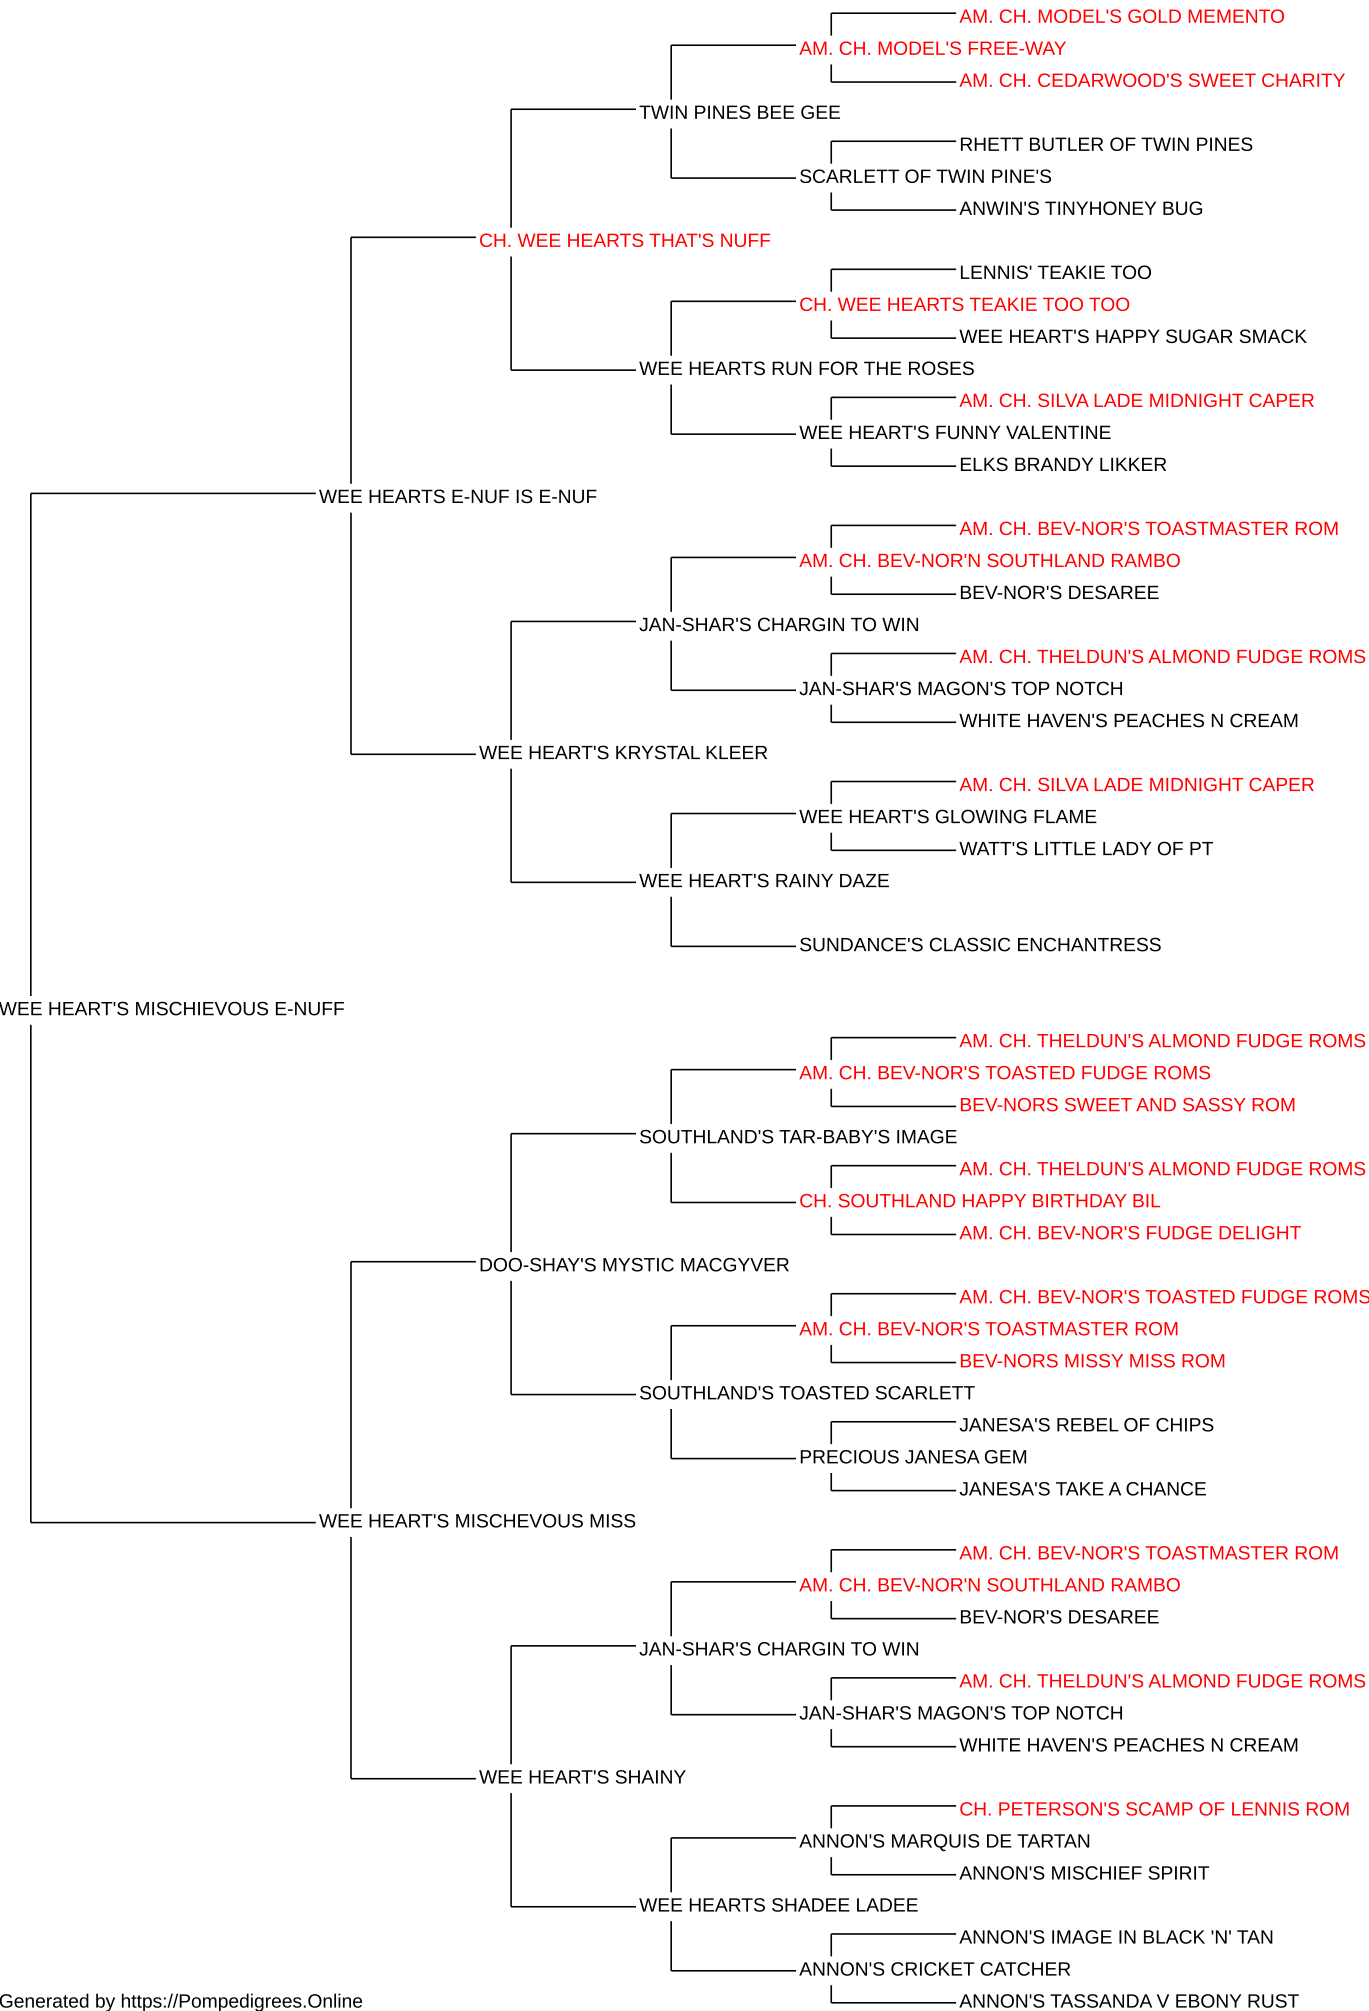 AM. CH. MODEL'S GOLD MEMENTO
AM. CH. MODEL'S FREE-WAY
AM. CH. CEDARWOOD'S SWEET CHARITY
TWIN PINES BEE GEE
RHETT BUTLER OF TWIN PINES
SCARLETT OF TWIN PINE'S
ANWIN'S TINYHONEY BUG
CH. WEE HEARTS THAT'S NUFF
LENNIS' TEAKIE TOO
CH. WEE HEARTS TEAKIE TOO TOO
WEE HEART'S HAPPY SUGAR SMACK
WEE HEARTS RUN FOR THE ROSES
AM. CH. SILVA LADE MIDNIGHT CAPER
WEE HEART'S FUNNY VALENTINE
ELKS BRANDY LIKKER
WEE HEARTS E-NUF IS E-NUF
AM. CH. BEV-NOR'S TOASTMASTER ROM
AM. CH. BEV-NOR'N SOUTHLAND RAMBO
BEV-NOR'S DESAREE
JAN-SHAR'S CHARGIN TO WIN
AM. CH. THELDUN'S ALMOND FUDGE ROMS
JAN-SHAR'S MAGON'S TOP NOTCH
WHITE HAVEN'S PEACHES N CREAM
WEE HEART'S KRYSTAL KLEER
AM. CH. SILVA LADE MIDNIGHT CAPER
WEE HEART'S GLOWING FLAME
WATT'S LITTLE LADY OF PT
WEE HEART'S RAINY DAZE
SUNDANCE'S CLASSIC ENCHANTRESS
WEE HEART'S MISCHIEVOUS E-NUFF
AM. CH. THELDUN'S ALMOND FUDGE ROMS
AM. CH. BEV-NOR'S TOASTED FUDGE ROMS
BEV-NORS SWEET AND SASSY ROM
SOUTHLAND'S TAR-BABY'S IMAGE
AM. CH. THELDUN'S ALMOND FUDGE ROMS
CH. SOUTHLAND HAPPY BIRTHDAY BIL
AM. CH. BEV-NOR'S FUDGE DELIGHT
DOO-SHAY'S MYSTIC MACGYVER
AM. CH. BEV-NOR'S TOASTED FUDGE ROMS
AM. CH. BEV-NOR'S TOASTMASTER ROM
BEV-NORS MISSY MISS ROM
SOUTHLAND'S TOASTED SCARLETT
JANESA'S REBEL OF CHIPS
PRECIOUS JANESA GEM
JANESA'S TAKE A CHANCE
WEE HEART'S MISCHEVOUS MISS
AM. CH. BEV-NOR'S TOASTMASTER ROM
AM. CH. BEV-NOR'N SOUTHLAND RAMBO
BEV-NOR'S DESAREE
JAN-SHAR'S CHARGIN TO WIN
AM. CH. THELDUN'S ALMOND FUDGE ROMS
JAN-SHAR'S MAGON'S TOP NOTCH
WHITE HAVEN'S PEACHES N CREAM
WEE HEART'S SHAINY
CH. PETERSON'S SCAMP OF LENNIS ROM
ANNON'S MARQUIS DE TARTAN
ANNON'S MISCHIEF SPIRIT
WEE HEARTS SHADEE LADEE
ANNON'S IMAGE IN BLACK 'N' TAN
ANNON'S CRICKET CATCHER
ANNON'S TASSANDA V EBONY RUST
Generated by https://Pompedigrees.Online